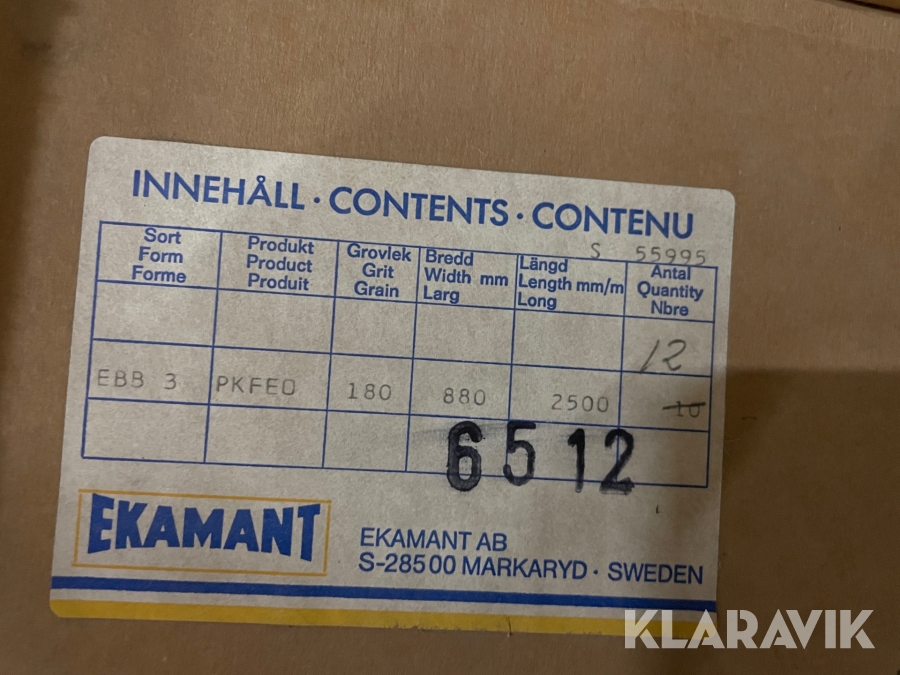 INNEHÅLL · CONTENTS · CONTENU
S 55995
Sort Form Forme
Produkt Product Produit
Grovlek Grit Grain
Bredd Width mm Larg
Längd Length mm/m Long
Antal Quantity Nbre
12
EBB 3 PKFEO 180 880 2500 10
6512
EKAMANT
EKAMANT AB
S-285 00 MARKARYD · SWEDEN
KLARAVIK